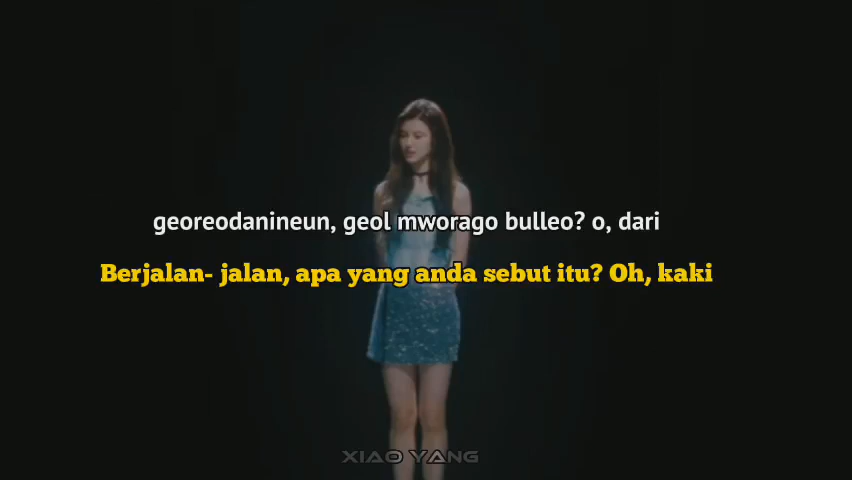 georeodanineun, geol mworago bulleo? o, dari
Berjalan- jalan, apa yang anda sebut itu? Oh, kaki
XIAO YANG